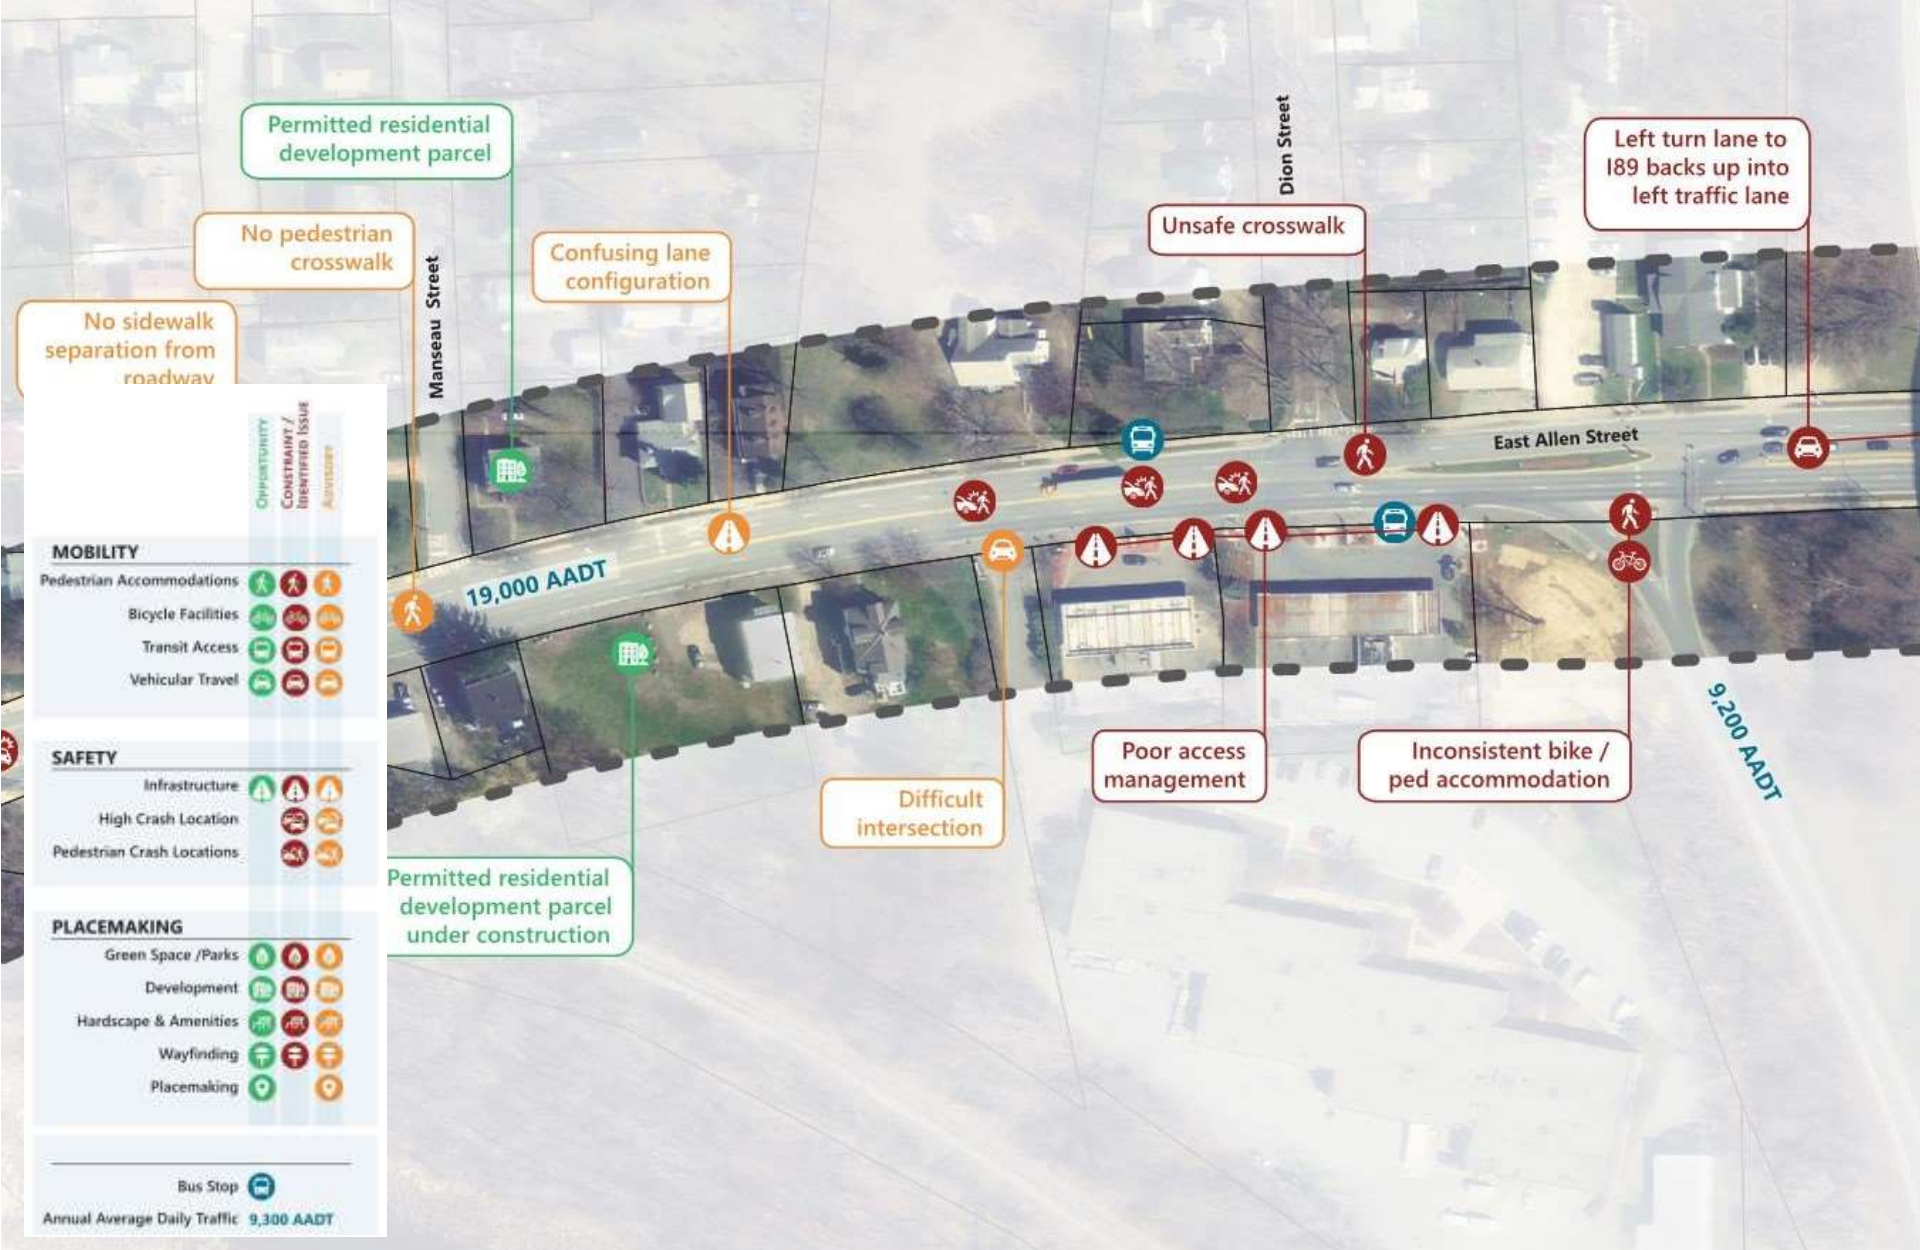 Permitted residential
development parcel
No pedestrian
crosswalk
Manseau Street
Confusing lane
configuration
No sidewalk
separation from
roadway
Dion Street
Unsafe crosswalk
Left turn lane to
I89 backs up into
left traffic lane
East Allen Street
19,000 AADT
9,200 AADT
Poor access
management
Inconsistent bike /
ped accommodation
Difficult
intersection
Permitted residential
development parcel
under construction
OPPORTUNITY
CONSTRAINT /
IDENTIFIED ISSUE
ADVISORY
MOBILITY
Pedestrian Accommodations
Bicycle Facilities
Transit Access
Vehicular Travel
SAFETY
Infrastructure
High Crash Location
Pedestrian Crash Locations
PLACEMAKING
Green Space /Parks
Development
Hardscape & Amenities
Wayfinding
Placemaking
Bus Stop
Annual Average Daily Traffic 9,300 AADT